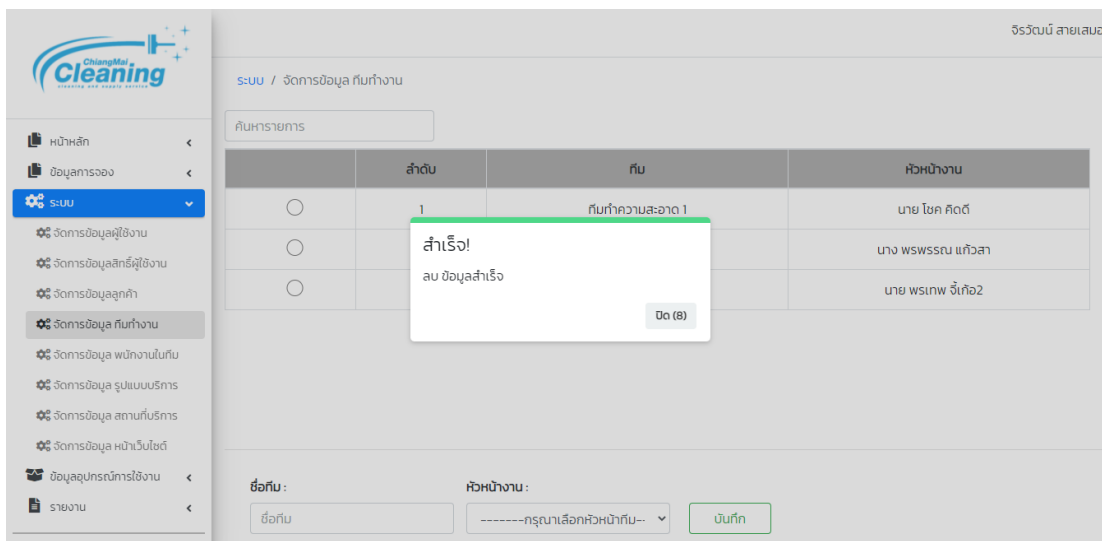 จิรวัฒน์ สายเสมอ
ChiangMai
Cleaning
cleaning and supply service
ระบบ / จัดการข้อมูล ทีมทำงาน
ค้นหารายการ
หน้าหลัก
ข้อมูลการจอง
ระบบ
จัดการข้อมูลผู้ใช้งาน
จัดการข้อมูลสิทธิ์ผู้ใช้งาน
จัดการข้อมูลลูกค้า
จัดการข้อมูล ทีมทำงาน
จัดการข้อมูล พนักงานในทีม
จัดการข้อมูล รูปแบบบริการ
จัดการข้อมูล สถานที่บริการ
จัดการข้อมูล หน้าเว็บไซต์
ข้อมูลอุปกรณ์การใช้งาน
รายงาน
ลำดับ ทีม หัวหน้างาน
1 ทีมทำความสะอาด 1 นาย โชค คิดดี
นาง พรพรรณ แก้วสา
นาย พรเทพ จี้เก้อ2
สำเร็จ!
ลบ ข้อมูลสำเร็จ
ปิด (8)
ชื่อทีม : หัวหน้างาน :
ชื่อทีม -------กรุณาเลือกหัวหน้าทีม-- บันทึก